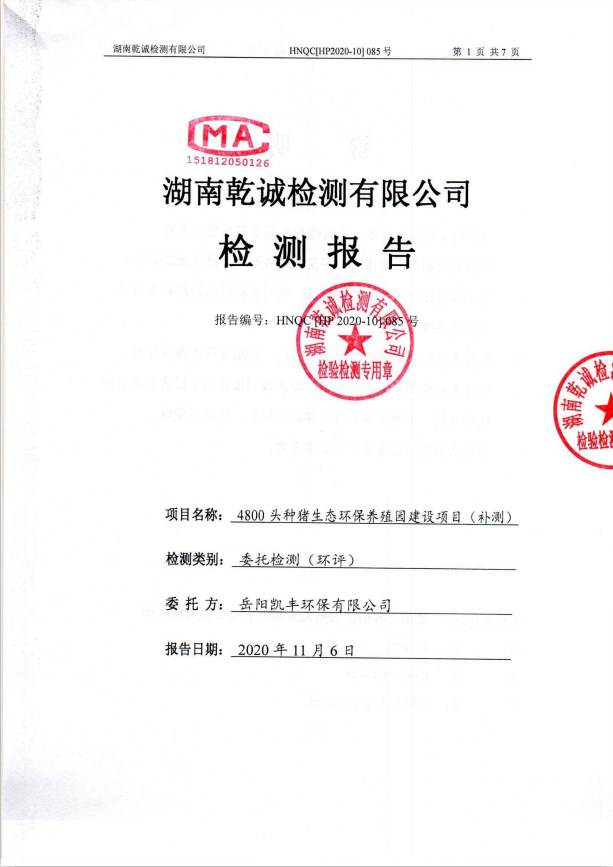 湖南乾诚检测有限公司 HNQC[HP2020-10] 085 号 第 1 页 共 7 页
MA
151812050126
湖南乾诚检测有限公司
检测报告
报告编号：HNQC [HP 2020-10] 085 号
湖南乾诚检测有限公司
检验检测专用章
湖南乾诚检
检验检测
项目名称： 4800 头种猪生态环保养殖园建设项目（补测）
检测类别： 委托检测（环评）
委 托 方： 岳阳凯丰环保有限公司
报告日期： 2020 年 11 月 6 日